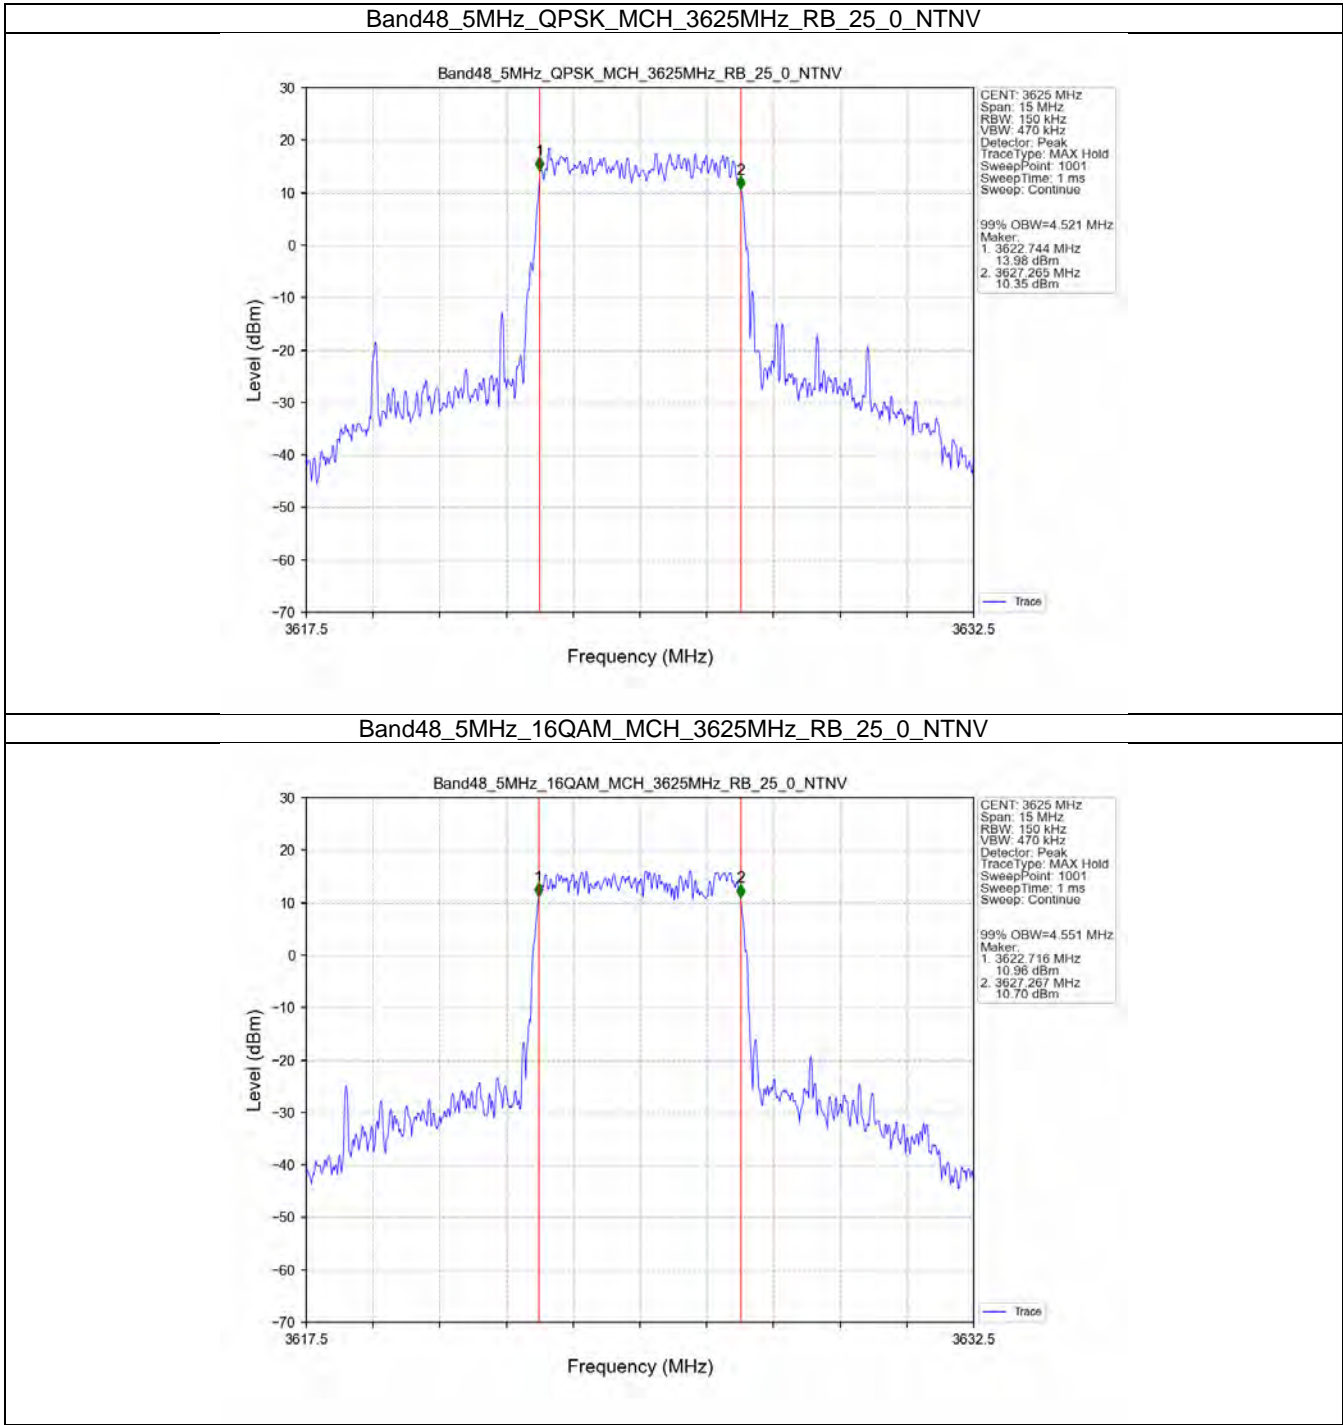 Band48_5MHz_QPSK_MCH_3625MHz_RB_25_0_NTNV
Band48_5MHz_QPSK_MCH_3625MHz_RB_25_0_NTNV
30
20
10
0
−10
−20
−30
−40
−50
−60
−70
Level (dBm)
1
2
3617.5
3632.5
Frequency (MHz)
CENT: 3625 MHz
Span: 15 MHz
RBW: 150 kHz
VBW: 470 kHz
Detector: Peak
TraceType: MAX Hold
SweepPoint: 1001
SweepTime: 1 ms
Sweep: Continue
99% OBW=4.521 MHz
Maker:
1. 3622.744 MHz
13.98 dBm
2. 3627.265 MHz
10.35 dBm
Trace
Band48_5MHz_16QAM_MCH_3625MHz_RB_25_0_NTNV
Band48_5MHz_16QAM_MCH_3625MHz_RB_25_0_NTNV
30
20
10
0
−10
−20
−30
−40
−50
−60
−70
Level (dBm)
1
2
3617.5
3632.5
Frequency (MHz)
CENT: 3625 MHz
Span: 15 MHz
RBW: 150 kHz
VBW: 470 kHz
Detector: Peak
TraceType: MAX Hold
SweepPoint: 1001
SweepTime: 1 ms
Sweep: Continue
99% OBW=4.551 MHz
Maker:
1. 3622.716 MHz
10.96 dBm
2. 3627.267 MHz
10.70 dBm
Trace